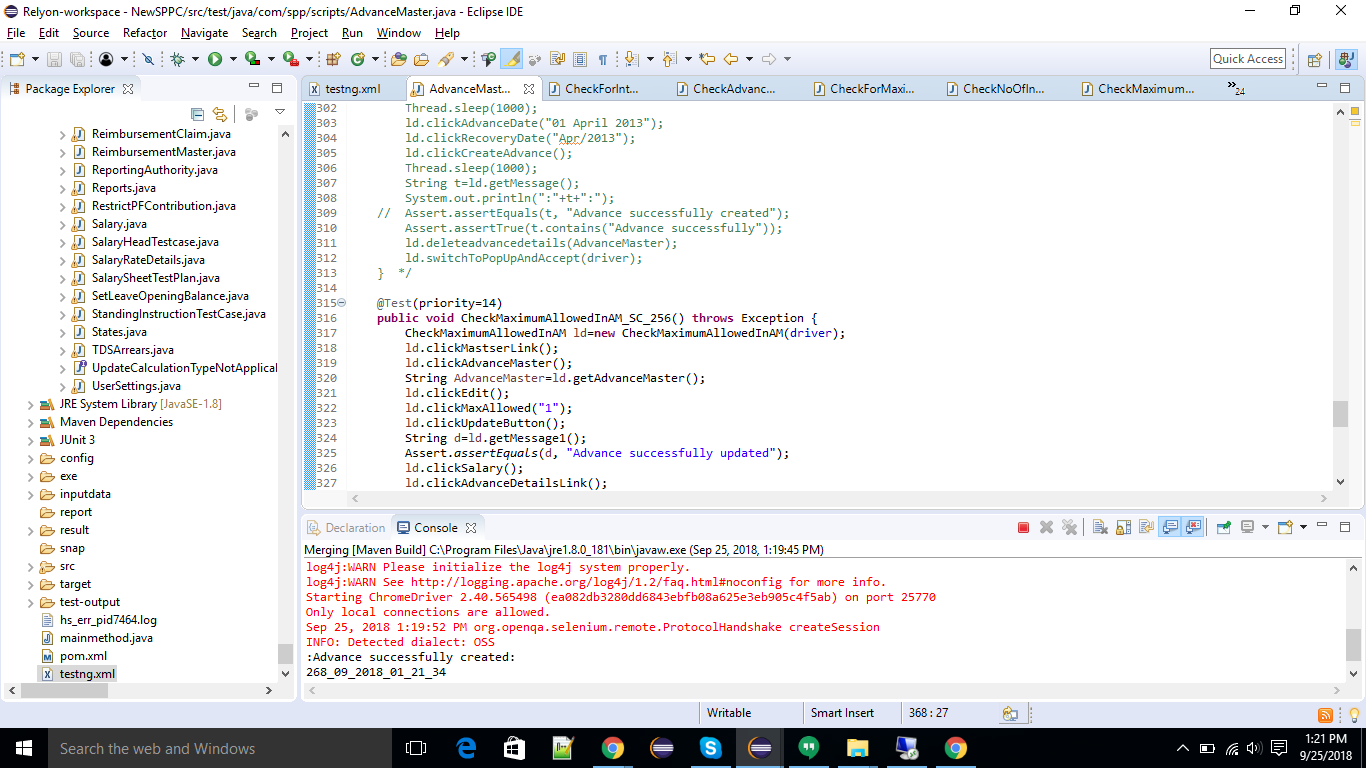 Relyon-workspace - NewSPPC/src/test/java/com/spp/scripts/AdvanceMaster.java - Eclipse IDE
File Edit Source Refactor Navigate Search Project Run Window Help
Quick Access
Package Explorer
ReimbursementClaim.java
ReimbursementMaster.java
ReportingAuthority.java
Reports.java
RestrictPFContribution.java
Salary.java
SalaryHeadTestcase.java
SalaryRateDetails.java
SalarySheetTestPlan.java
SetLeaveOpeningBalance.java
StandingInstructionTestCase.java
States.java
TDSArrears.java
UpdateCalculationTypeNotApplical
UserSettings.java
JRE System Library [JavaSE-1.8]
Maven Dependencies
JUnit 3
config
exe
inputdata
report
result
snap
src
target
test-output
hs_err_pid7464.log
mainmethod.java
pom.xml
testng.xml
testng.xml AdvanceMast... CheckForInt... CheckAdvanc... CheckForMaxi... CheckNoOfIn... CheckMaximum... 24
302 Thread.sleep(1000);
303 ld.clickAdvanceDate("01 April 2013");
304 ld.clickRecoveryDate("Apr/2013");
305 ld.clickCreateAdvance();
306 Thread.sleep(1000);
307 String t=ld.getMessage();
308 System.out.println(":"+t+":");
309 // Assert.assertEquals(t, "Advance successfully created");
310 Assert.assertTrue(t.contains("Advance successfully"));
311 ld.deleteadvancedetails(AdvanceMaster);
312 ld.switchToPopUpAndAccept(driver);
313 } */
314
315 @Test(priority=14)
316 public void CheckMaximumAllowedInAM_SC_256() throws Exception {
317 CheckMaximumAllowedInAM ld=new CheckMaximumAllowedInAM(driver);
318 ld.clickMastserLink();
319 ld.clickAdvanceMaster();
320 String AdvanceMaster=ld.getAdvanceMaster();
321 ld.clickEdit();
322 ld.clickMaxAllowed("1");
323 ld.clickUpdateButton();
324 String d=ld.getMessage1();
325 Assert.assertEquals(d, "Advance successfully updated");
326 ld.clickSalary();
327 ld.clickAdvanceDetailsLink();
Declaration Console
Merging [Maven Build] C:\Program Files\Java\jre1.8.0_181\bin\javaw.exe (Sep 25, 2018, 1:19:45 PM)
log4j:WARN Please initialize the log4j system properly.
log4j:WARN See http://logging.apache.org/log4j/1.2/faq.html#noconfig for more info.
Starting ChromeDriver 2.40.565498 (ea082db3280dd6843ebfb08a625e3eb905c4f5ab) on port 25770
Only local connections are allowed.
Sep 25, 2018 1:19:52 PM org.openqa.selenium.remote.ProtocolHandshake createSession
INFO: Detected dialect: OSS
:Advance successfully created:
268_09_2018_01_21_34
Writable Smart Insert 368 : 27
Search the web and Windows
1:21 PM
9/25/2018